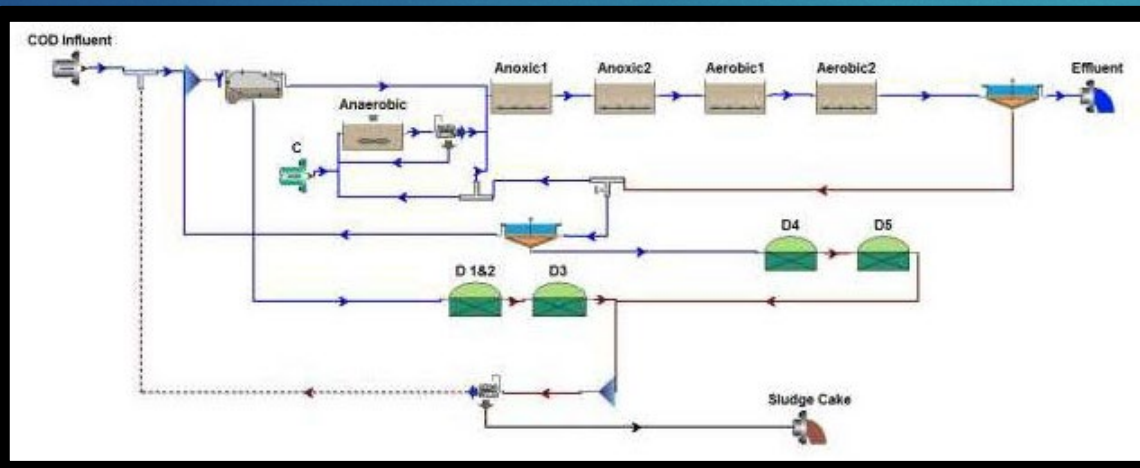 COD Influent
Anoxic1
Anoxic2
Aerobic1
Aerobic2
Effluent
Anaerobic
C
D4
D5
D 1&2
D3
Sludge Cake